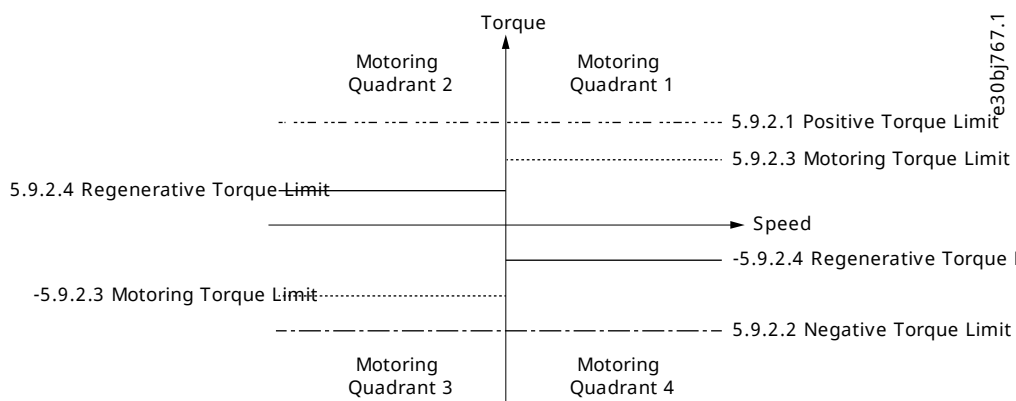 Torque
e30bj767.1
Motoring
Quadrant 2
Motoring
Quadrant 1
5.9.2.1 Positive Torque Limit
5.9.2.3 Motoring Torque Limit
5.9.2.4 Regenerative Torque Limit
Speed
-5.9.2.4 Regenerative Torque
-5.9.2.3 Motoring Torque Limit
5.9.2.2 Negative Torque Limit
Motoring
Quadrant 3
Motoring
Quadrant 4